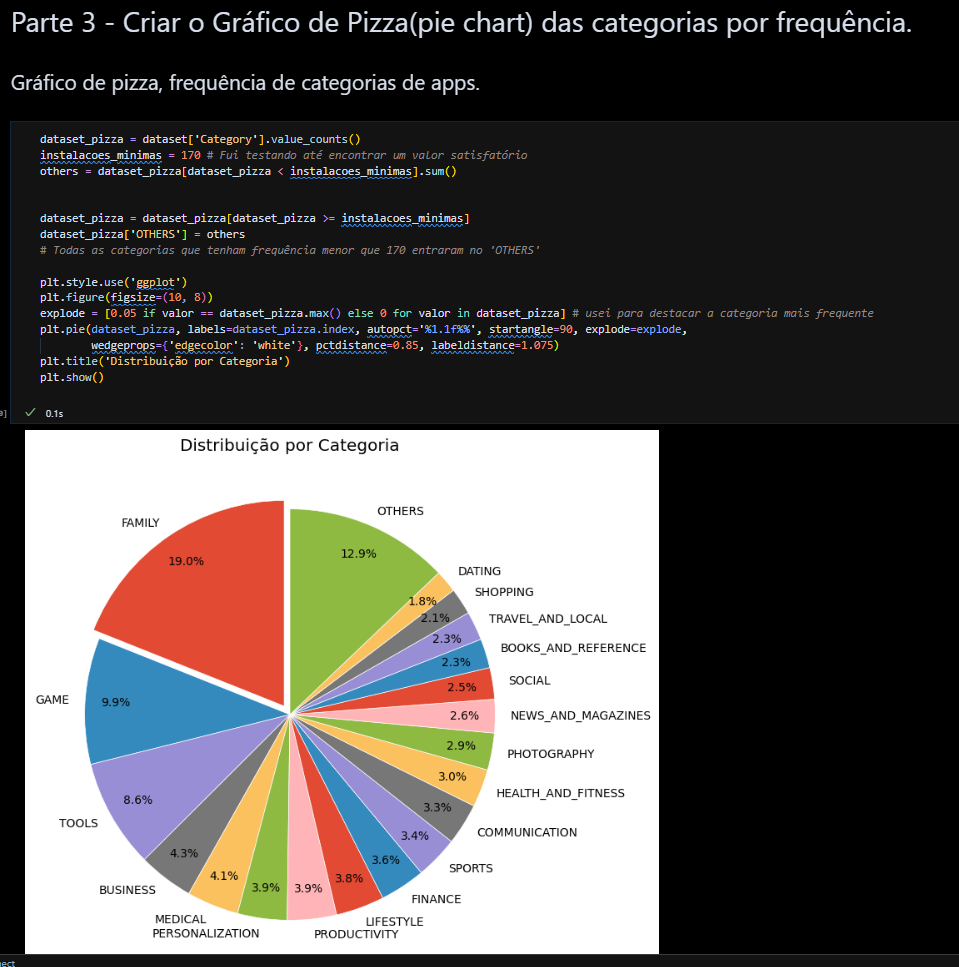 Parte 3 - Criar o Gráfico de Pizza(pie chart) das categorias por frequência.
Gráfico de pizza, frequência de categorias de apps.
dataset_pizza = dataset['Category'].value_counts()
instalacoes_minimas = 170 # Fui testando até encontrar um valor satisfatório
others = dataset_pizza[dataset_pizza < instalacoes_minimas].sum()
dataset_pizza = dataset_pizza[dataset_pizza >= instalacoes_minimas]
dataset_pizza['OTHERS'] = others
# Todas as categorias que tenham frequência menor que 170 entraram no 'OTHERS'
plt.style.use('ggplot')
plt.figure(figsize=(10, 8))
explode = [0.05 if valor == dataset_pizza.max() else 0 for valor in dataset_pizza] # usei para destacar a categoria mais frequente
plt.pie(dataset_pizza, labels=dataset_pizza.index, autopct='%1.1f%%', startangle=90, explode=explode,
wedgeprops={'edgecolor': 'white'}, pctdistance=0.85, labeldistance=1.075)
plt.title('Distribuição por Categoria')
plt.show()
0.1s
Distribuição por Categoria
OTHERS
12.9%
FAMILY
19.0%
DATING
1.8%
SHOPPING
2.1%
TRAVEL_AND_LOCAL
2.3%
BOOKS_AND_REFERENCE
2.3%
SOCIAL
2.5%
NEWS_AND_MAGAZINES
2.6%
PHOTOGRAPHY
2.9%
HEALTH_AND_FITNESS
3.0%
COMMUNICATION
3.3%
SPORTS
3.4%
FINANCE
3.6%
LIFESTYLE
3.8%
PRODUCTIVITY
3.9%
PERSONALIZATION
3.9%
MEDICAL
4.1%
BUSINESS
4.3%
TOOLS
8.6%
GAME
9.9%